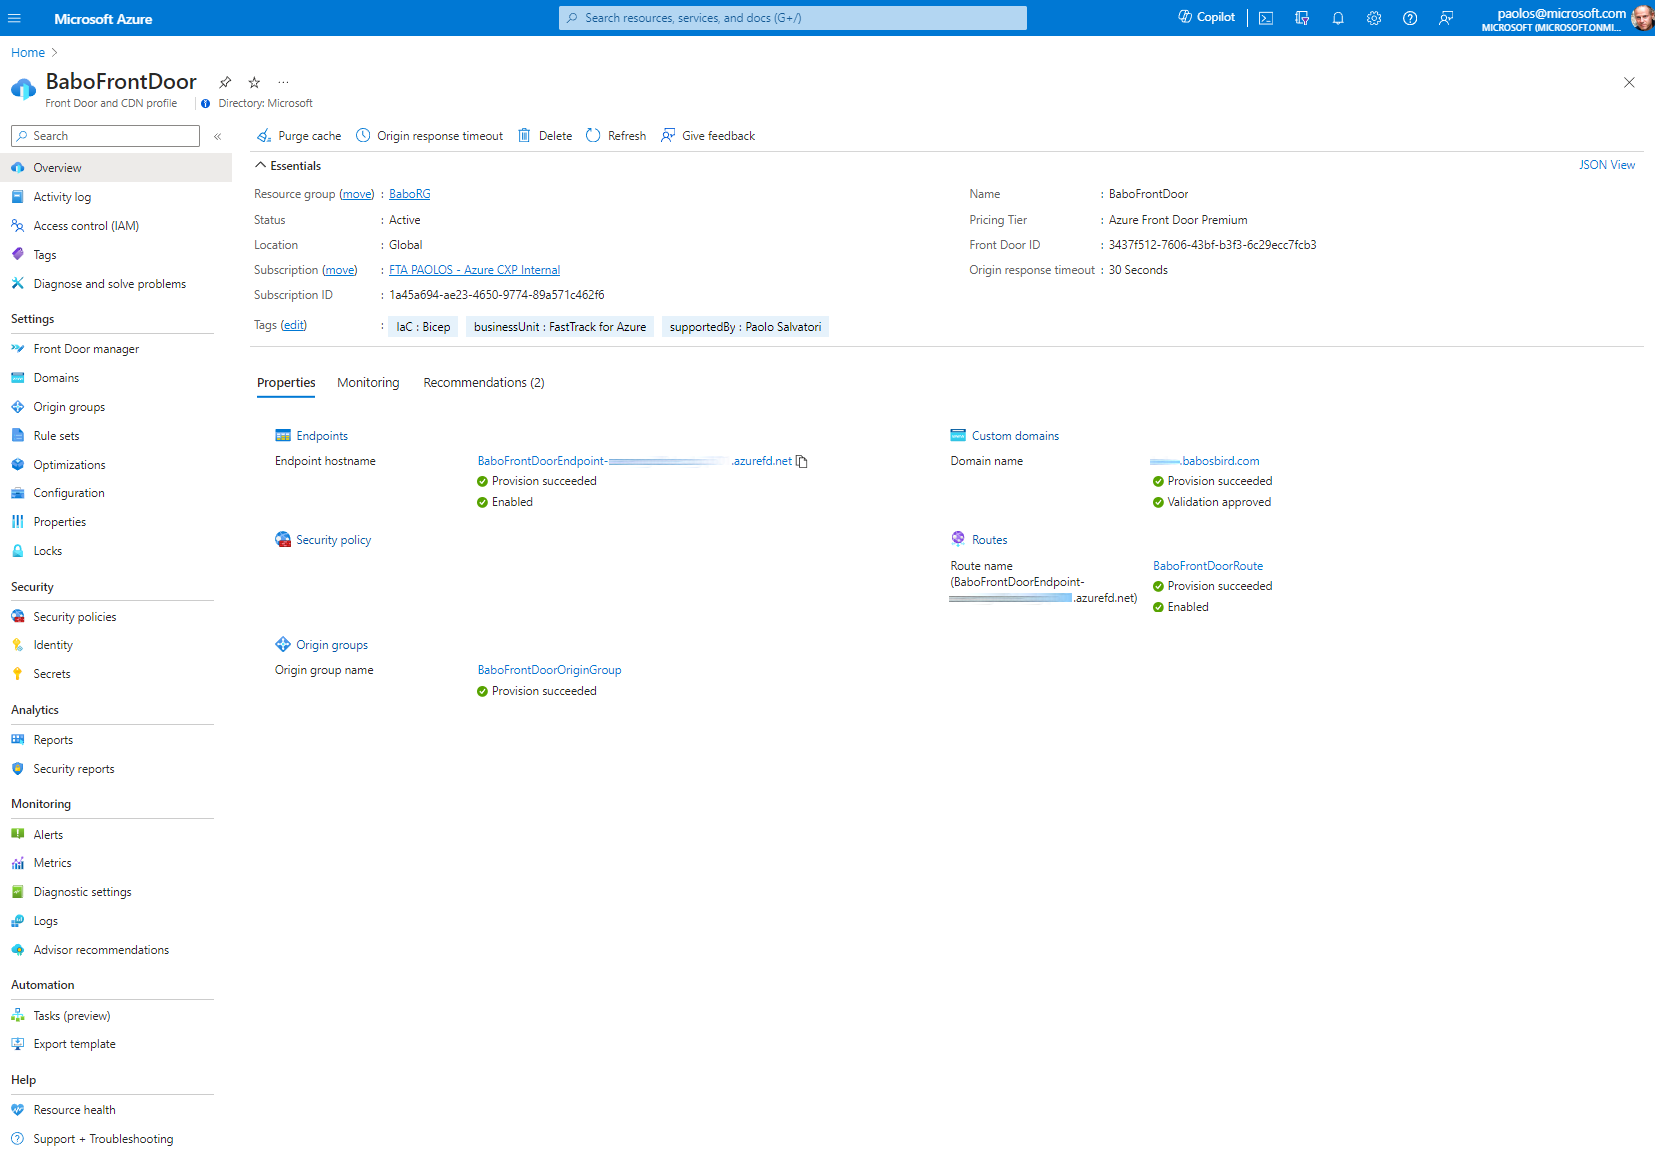 Microsoft Azure
Search resources, services, and docs (G+/)
Copilot
paolos@microsoft.com
MICROSOFT (MICROSOFT.ONMI...
Home
BaboFrontDoor
Front Door and CDN profile
Directory: Microsoft
Search
Purge cache
Origin response timeout
Delete
Refresh
Give feedback
Overview
Activity log
Access control (IAM)
Tags
Diagnose and solve problems
Settings
Front Door manager
Domains
Origin groups
Rule sets
Optimizations
Configuration
Properties
Locks
Security
Security policies
Identity
Secrets
Analytics
Reports
Security reports
Monitoring
Alerts
Metrics
Diagnostic settings
Logs
Advisor recommendations
Automation
Tasks (preview)
Export template
Help
Resource health
Support + Troubleshooting
Essentials
JSON View
Resource group (move) : BaboRG
Status : Active
Location : Global
Subscription (move) : FTA PAOLOS - Azure CXP Internal
Subscription ID : 1a45a694-ae23-4650-9774-89a571c462f6
Tags (edit) : IaC : Bicep businessUnit : FastTrack for Azure supportedBy : Paolo Salvatori
Name : BaboFrontDoor
Pricing Tier : Azure Front Door Premium
Front Door ID : 3437f512-7606-43bf-b3f3-6c29ecc7fcb3
Origin response timeout : 30 Seconds
Properties
Monitoring
Recommendations (2)
Endpoints
Endpoint hostname
BaboFrontDoorEndpoint- .azurefd.net
Provision succeeded
Enabled
Custom domains
Domain name
.babosbird.com
Provision succeeded
Validation approved
Security policy
Routes
Route name
(BaboFrontDoorEndpoint-
.azurefd.net)
BaboFrontDoorRoute
Provision succeeded
Enabled
Origin groups
Origin group name
BaboFrontDoorOriginGroup
Provision succeeded